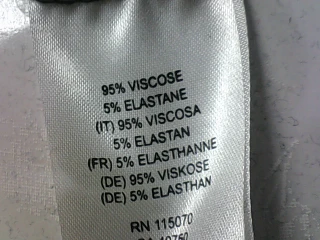 95% VISCOSE
5% ELASTANE
(IT) 95% VISCOSA
5% ELASTAN
(FR) 5% ELASTHANNE
(DE) 95% VISKOSE
(DE) 5% ELASTHAN
RN 115070